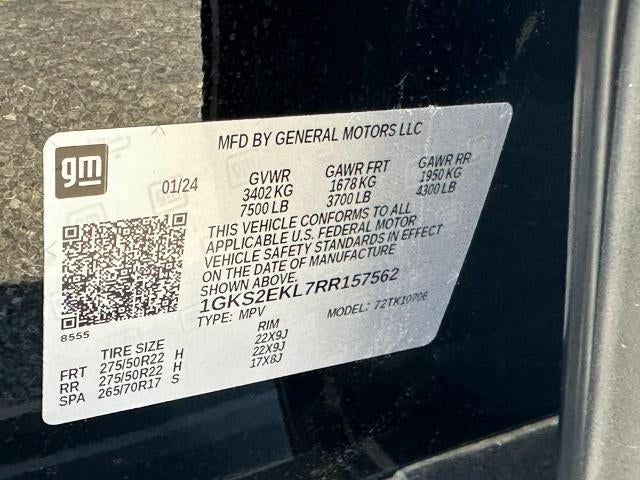 MFD BY GENERAL MOTORS LLC
gm
01/24
GVWR GAWR FRT GAWR RR
3402 KG 1678 KG 1950 KG
7500 LB 3700 LB 4300 LB
THIS VEHICLE CONFORMS TO ALL
APPLICABLE U.S. FEDERAL MOTOR
VEHICLE SAFETY STANDARDS IN EFFECT
ON THE DATE OF MANUFACTURE
SHOWN ABOVE.
1GKS2EKL7RR157562
TYPE: MPV MODEL: 72TK10706
8555
TIRE SIZE RIM
FRT 275/50R22 H 22X9J
RR 275/50R22 H 22X9J
SPA 265/70R17 S 17X8J